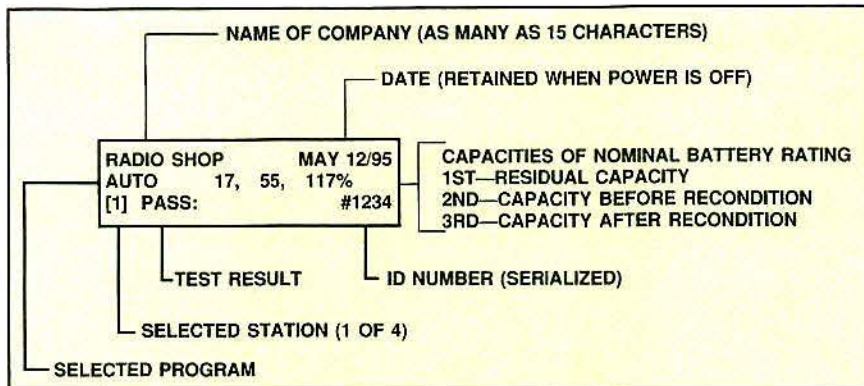 NAME OF COMPANY (AS MANY AS 15 CHARACTERS)
DATE (RETAINED WHEN POWER IS OFF)
RADIO SHOP MAY 12/95
AUTO 17, 55, 117%
[1] PASS: #1234
CAPACITIES OF NOMINAL BATTERY RATING
1ST—RESIDUAL CAPACITY
2ND—CAPACITY BEFORE RECONDITION
3RD—CAPACITY AFTER RECONDITION
TEST RESULT
ID NUMBER (SERIALIZED)
SELECTED STATION (1 OF 4)
SELECTED PROGRAM